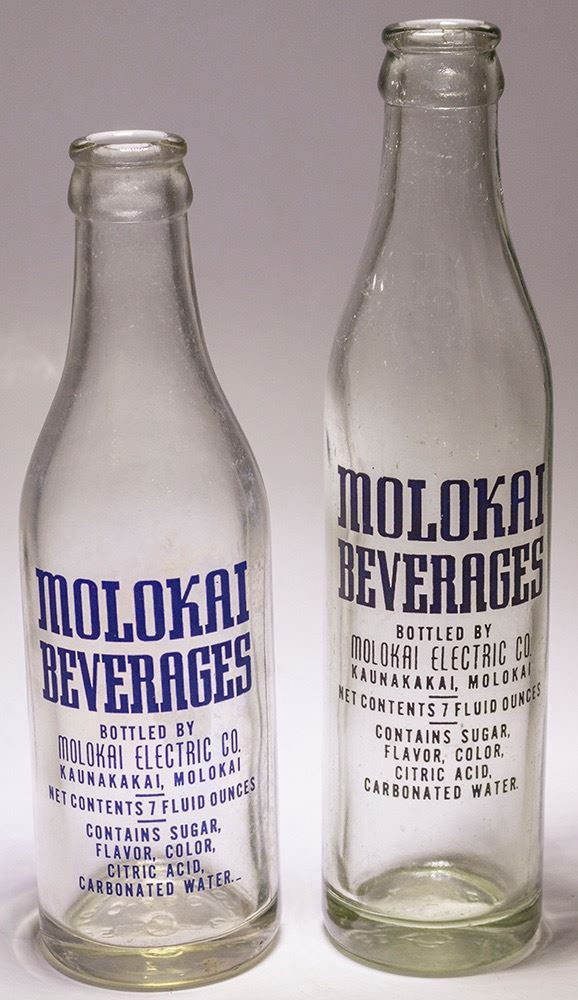 MOLOKAI
BEVERAGES
BOTTLED BY
MOLOKAI ELECTRIC CO.
KAUNAKAKAI, MOLOKAI
NET CONTENTS 7 FLUID OUNCES
CONTAINS SUGAR,
FLAVOR, COLOR,
CITRIC ACID,
CARBONATED WATER.
MOLOKAI
BEVERAGES
BOTTLED BY
MOLOKAI ELECTRIC CO.
KAUNAKAKAI, MOLOKAI
NET CONTENTS 7 FLUID OUNCES
CONTAINS SUGAR,
FLAVOR, COLOR,
CITRIC ACID,
CARBONATED WATER.